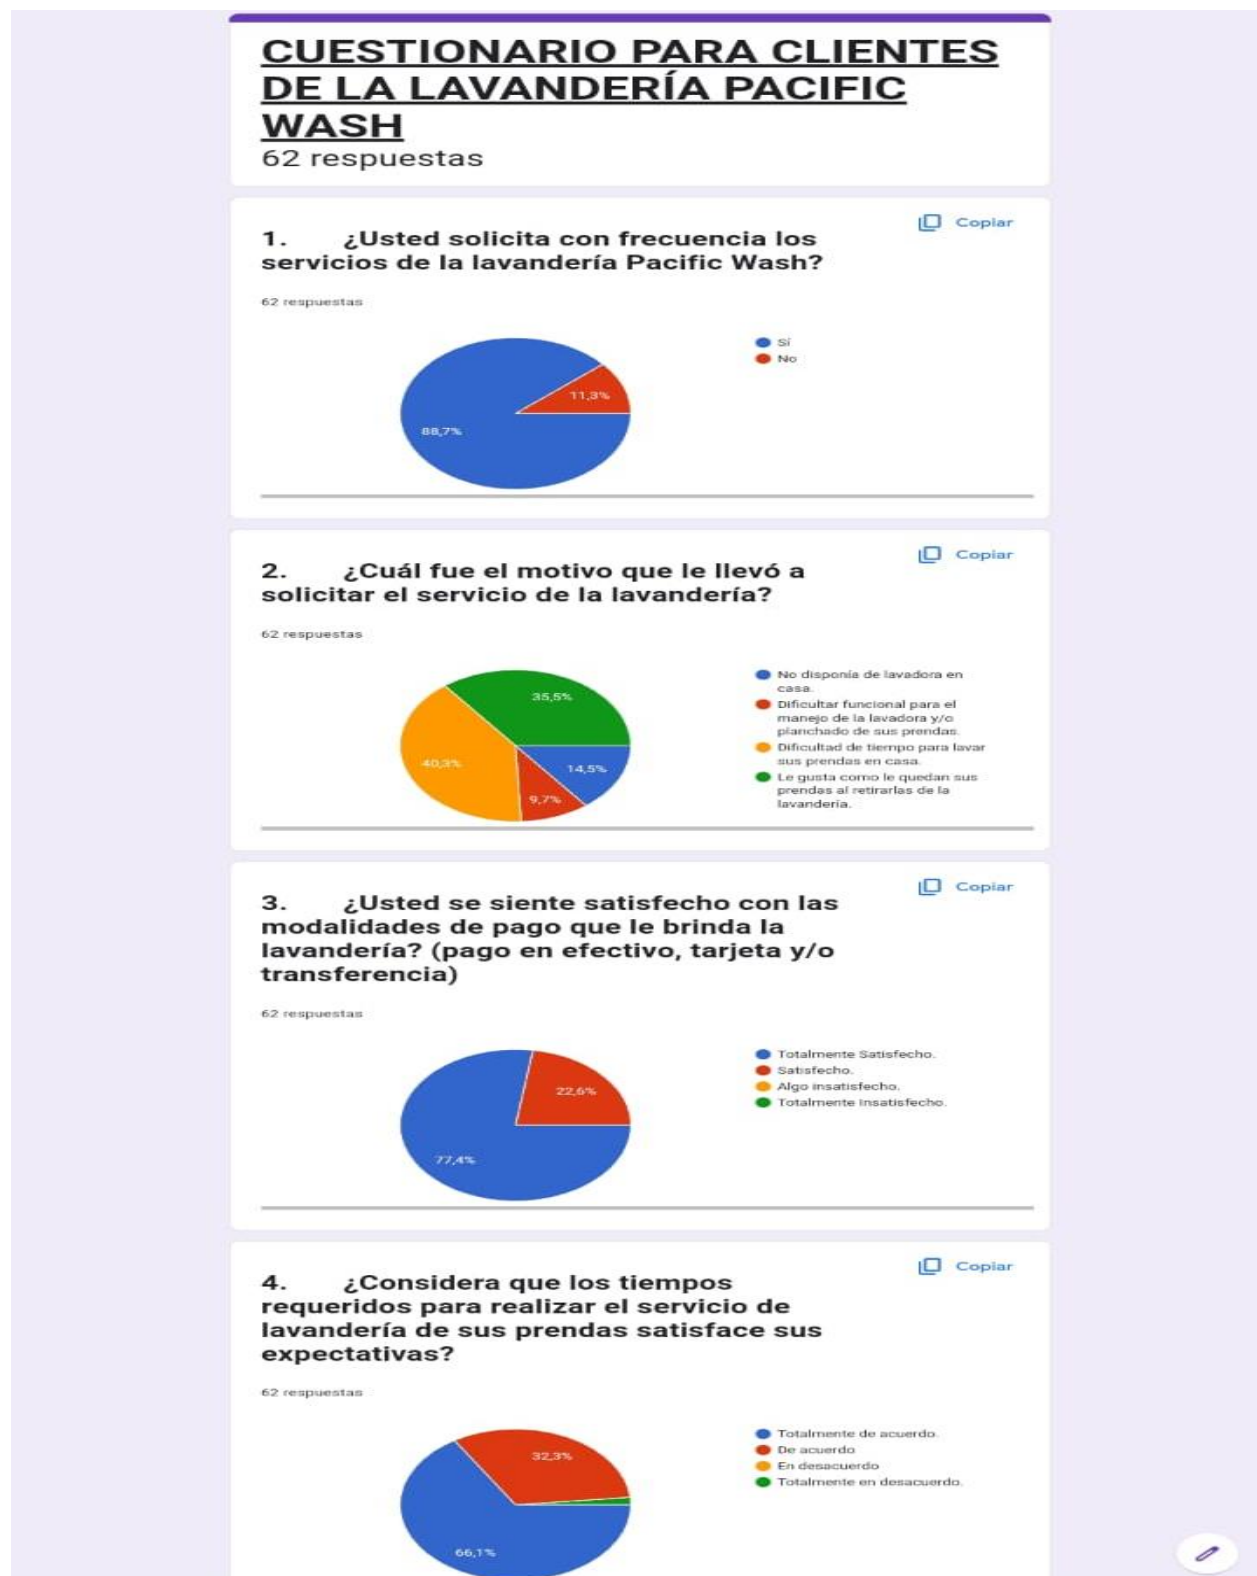 CUESTIONARIO PARA CLIENTES
DE LA LAVANDERÍA PACIFIC
WASH
62 respuestas
Copiar
1. ¿Usted solicita con frecuencia los
servicios de la lavandería Pacific Wash?
62 respuestas
Sí
No
11,3%
88,7%
Copiar
2. ¿Cuál fue el motivo que le llevó a
solicitar el servicio de la lavandería?
62 respuestas
No disponía de lavadora en
casa.
Dificultar funcional para el
manejo de la lavadora y/o
planchado de sus prendas.
Dificultad de tiempo para lavar
sus prendas en casa.
Le gusta como le quedan sus
prendas al retirarlas de la
lavandería.
35,5%
40,3%
14,5%
9,7%
Copiar
3. ¿Usted se siente satisfecho con las
modalidades de pago que le brinda la
lavandería? (pago en efectivo, tarjeta y/o
transferencia)
62 respuestas
Totalmente Satisfecho.
Satisfecho.
Algo insatisfecho.
Totalmente Insatisfecho.
22,6%
77,4%
Copiar
4. ¿Considera que los tiempos
requeridos para realizar el servicio de
lavandería de sus prendas satisface sus
expectativas?
62 respuestas
Totalmente de acuerdo.
De acuerdo
En desacuerdo
Totalmente en desacuerdo.
32,3%
66,1%